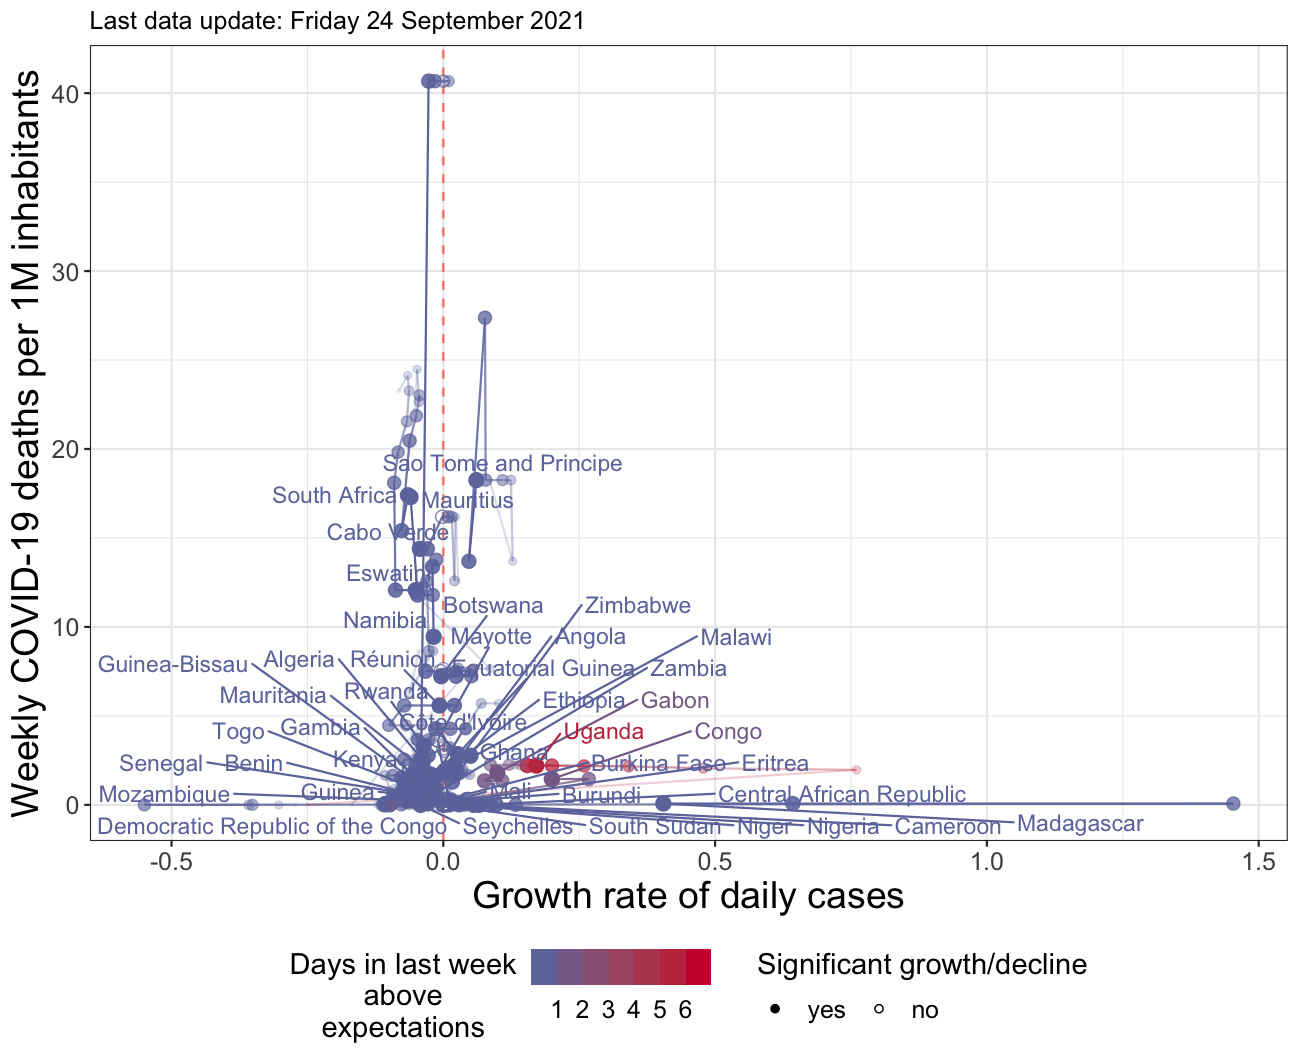 Last data update: Friday 24 September 2021
Weekly COVID-19 deaths per 1M inhabitants
40
30
20
10
0
Sao Tome and Principe
South Africa
Mauritius
Cabo Verde
Eswatini
Botswana
Zimbabwe
Namibia
Mayotte
Angola
Malawi
Guinea-Bissau
Algeria
Réunion
Equatorial Guinea
Zambia
Mauritania
Rwanda
Ethiopia
Gabon
Togo
Gambia
Côte d'Ivoire
Uganda
Congo
Senegal
Benin
Kenya
Ghana
Burkina Faso
Eritrea
Mozambique
Guinea
Mali
Burundi
Central African Republic
Democratic Republic of the Congo
Seychelles
South Sudan
Niger
Nigeria
Cameroon
Madagascar
-0.5
0.0
0.5
1.0
1.5
Growth rate of daily cases
Days in last week
above
expectations
1 2 3 4 5 6
Significant growth/decline
yes
no